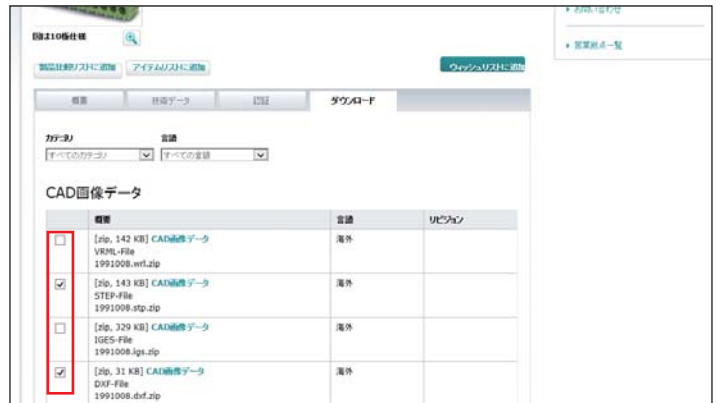 お問い合わせ
営業拠点一覧
図は10極仕様
製品比較リストに追加 アイテムリストに追加 ウィッシュリストに追加
概要 技術データ 認証 ダウンロード
カテゴリ 言語
すべてのカテゴリ すべての言語
CAD画像データ
概要 言語 リビジョン
[zip, 142 KB] CAD画像データ 海外
VRML-File
1991008.wrl.zip
[zip, 143 KB] CAD画像データ 海外
STEP-File
1991008.stp.zip
[zip, 329 KB] CAD画像データ 海外
IGES-File
1991008.igs.zip
[zip, 31 KB] CAD画像データ 海外
DXF-File
1991008.dxf.zip